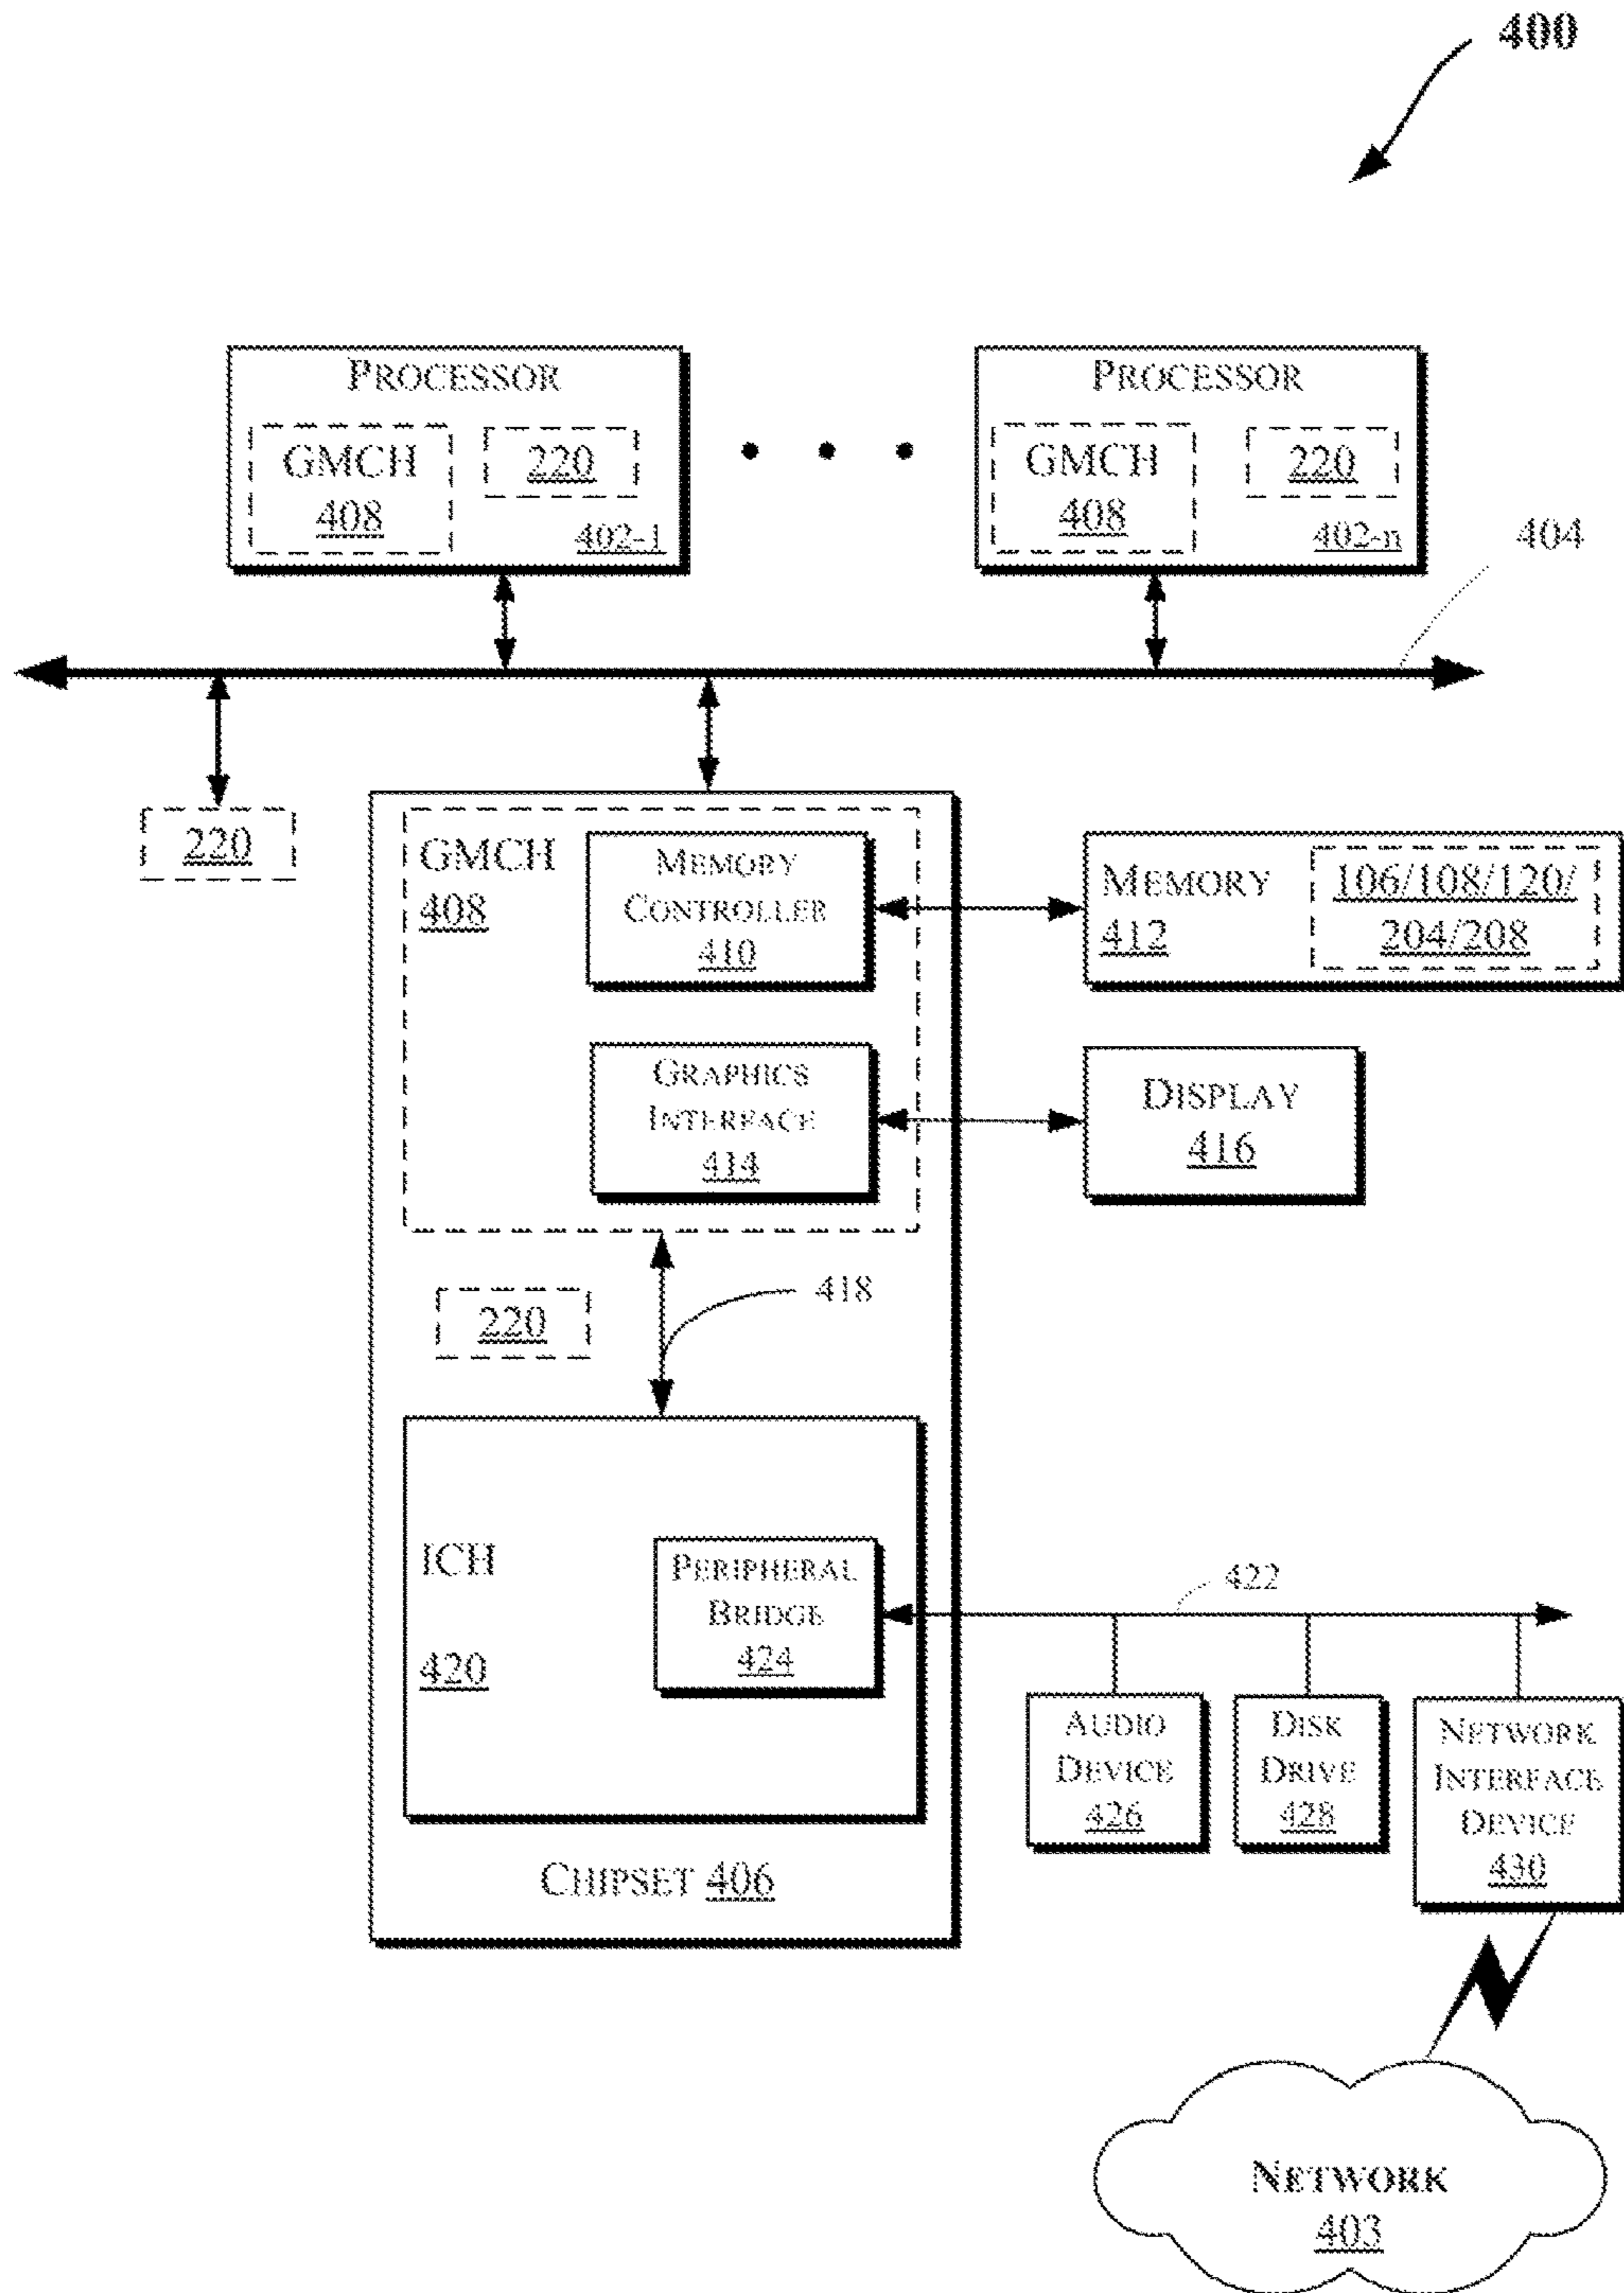 400
PROCESSOR
GMCH
408
220
402-1
PROCESSOR
GMCH
408
220
402-n
404
220
GMCH
408
MEMORY
CONTROLLER
410
MEMORY
412
106/108/120/
204/208
GRAPHICS
INTERFACE
414
DISPLAY
416
220
418
ICH
420
PERIPHERAL
BRIDGE
424
422
AUDIO
DEVICE
426
DISK
DRIVE
428
NETWORK
INTERFACE
DEVICE
430
CHIPSET 406
NETWORK
403